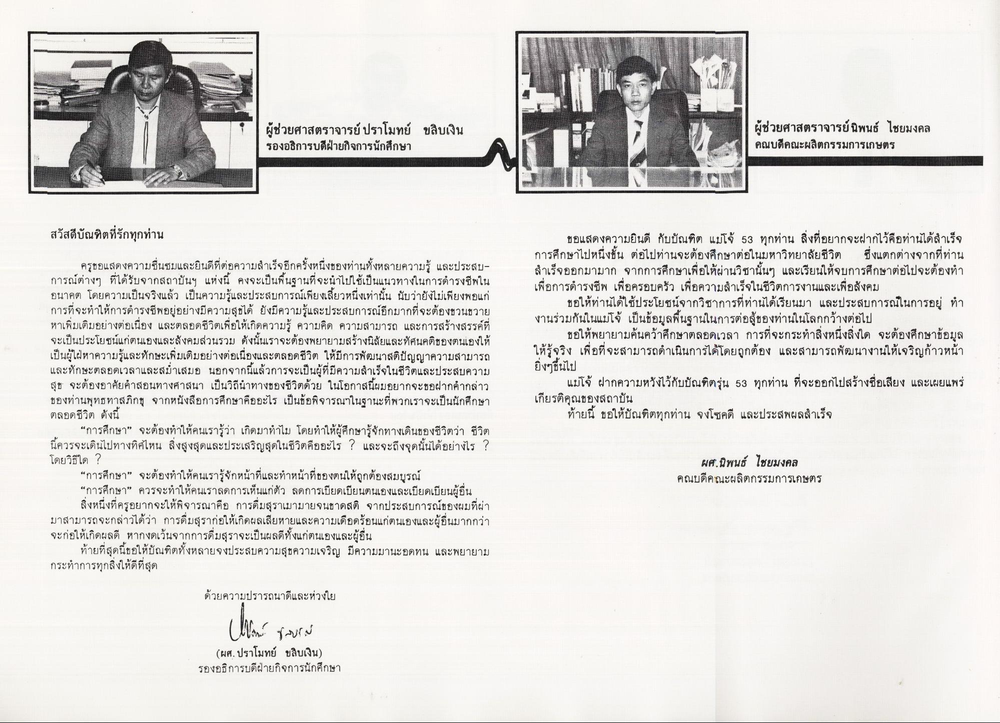 ผู้ช่วยศาสตราจารย์ ปราโมทย์ ขลิบเงิน
รองอธิการบดีฝ่ายกิจการนักศึกษา
สวัสดีบัณฑิตที่รักทุกท่าน
ครูขอแสดงความชื่นชมและยินดีที่ต่อความสำเร็จอีกครั้งหนึ่งของท่านทั้งหลายความรู้ และประสบ-
การณ์ต่างๆ ที่ได้รับจากสถาบันฯ แห่งนี้ คงจะเป็นพื้นฐานที่จะนำไปใช้เป็นแนวทางในการดำรงชีพใน
อนาคต โดยความเป็นจริงแล้ว เป็นความรู้และประสบการณ์เพียงเสี้ยวหนึ่งเท่านั้น นับว่ายังไม่เพียงพอแก่
การที่จะทำให้การดำรงชีพอยู่อย่างมีความสุขได้ ยังมีความรู้และประสบการณ์อีกมากที่จะต้องขวนขวาย
หาเพิ่มเติมอย่างต่อเนื่อง และตลอดชีวิตเพื่อให้เกิดความรู้ ความคิด ความสามารถ และการสร้างสรรค์ที่
จะเป็นประโยชน์แก่ตนเองและสังคมส่วนรวม ดังนั้นเราจะต้องพยายามสร้างนิสัยและทัศนคติของตนเองให้
เป็นผู้ใฝ่หาความรู้และทักษะเพิ่มเติมอย่างต่อเนื่องและตลอดชีวิต ให้มีการพัฒนาสติปัญญาความสามารถ
และทักษะตลอดเวลาและสม่ำเสมอ นอกจากนี้แล้วการจะเป็นผู้ที่มีความสำเร็จในชีวิตและประสบความ
สุข จะต้องอาศัยคำสอนทางศาสนา เป็นวิถีนำทางของชีวิตด้วย ในโอกาสนี้ผมอยากจะขอฝากคำกล่าว
ของท่านพุทธทาสภิกขุ จากหนังสือการศึกษาคืออะไร เป็นข้อพิจารณาในฐานะที่พวกเราจะเป็นนักศึกษา
ตลอดชีวิต ดังนี้
“การศึกษา” จะต้องทำให้คนเรารู้ว่า เกิดมาทำไม โดยทำให้ผู้ศึกษารู้จักทางเดินของชีวิตว่า ชีวิต
นี้ควรจะเดินไปทางทิศไหน สิ่งสูงสุดและประเสริญสุดในชีวิตคืออะไร ? และจะถึงจุดนั้นได้อย่างไร ?
โดยวิธีใด ?
“การศึกษา” จะต้องทำให้คนเรารู้จักหน้าที่และทำหน้าที่ของตนให้ถูกต้องสมบูรณ์
“การศึกษา” ควรจะทำให้คนเราลดการเห็นแก่ตัว ลดการเบียดเบียนตนเองและเบียดเบียนผู้อื่น
สิ่งหนึ่งที่ครูอยากจะให้พิจารณาคือ การดื่มสุราเมามายจนขาดสติ จากประสบการณ์ของผมที่ผ่า
มาสามารถจะกล่าวได้ว่า การดื่มสุราก่อให้เกิดผลเสียหายและความเดือดร้อนแก่ตนเองและผู้อื่นมากกว่า
จะก่อให้เกิดผลดี หากงดเว้นจากการดื่มสุราจะเป็นผลดีทั้งแก่ตนเองและผู้อื่น
ท้ายที่สุดนี้ขอให้บัณฑิตทั้งหลายจงประสบความสุขความเจริญ มีความมานะอดทน และพยายาม
กระทำการทุกสิ่งให้ดีที่สุด
ด้วยความปรารถนาดีและห่วงใย
(ผศ. ปราโมทย์ ขลิบเงิน)
รองอธิการบดีฝ่ายกิจการนักศึกษา
ผู้ช่วยศาสตราจารย์ นิพนธ์ ไชยมงคล
คณบดีคณะผลิตกรรมการเกษตร
ขอแสดงความยินดี กับบัณฑิต แม่โจ้ 53 ทุกท่าน สิ่งที่อยากจะฝากไว้คือท่านได้สำเร็จ
การศึกษาไปหนึ่งขั้น ต่อไปท่านจะต้องศึกษาต่อในมหาวิทยาลัยชีวิต ซึ่งแตกต่างจากที่ท่าน
สำเร็จออกมามาก จากการศึกษาเพื่อให้ผ่านวิชานั้นๆ และเรียนให้จบการศึกษาต่อไปจะต้องทำ
เพื่อการดำรงชีพ เพื่อครอบครัว เพื่อความสำเร็จในชีวิตการงานและเพื่อสังคม
ขอให้ท่านได้ใช้ประโยชน์จากวิชาการที่ท่านได้เรียนมา และประสบการณ์ในการอยู่ ทำ
งานร่วมกันในแม่โจ้ เป็นข้อมูลพื้นฐานในการต่อสู้ของท่านในโลกกว้างต่อไป
ขอให้พยายามค้นคว้าศึกษาตลอดเวลา การที่จะกระทำสิ่งหนึ่งสิ่งใด จะต้องศึกษาข้อมูล
ให้รู้จริง เพื่อที่จะสามารถดำเนินการได้โดยถูกต้อง และสามารถพัฒนางานให้เจริญก้าวหน้า
ยิ่งๆขึ้นไป
แม่โจ้ ฝากความหวังไว้กับบัณฑิตรุ่น 53 ทุกท่าน ที่จะออกไปสร้างชื่อเสียง และเผยแพร่
เกียรติคุณของสถาบัน
ท้ายนี้ ขอให้บัณฑิตทุกท่าน จงโชคดี และประสพผลสำเร็จ
ผศ.นิพนธ์ ไชยมงคล
คณบดีคณะผลิตกรรมการเกษตร